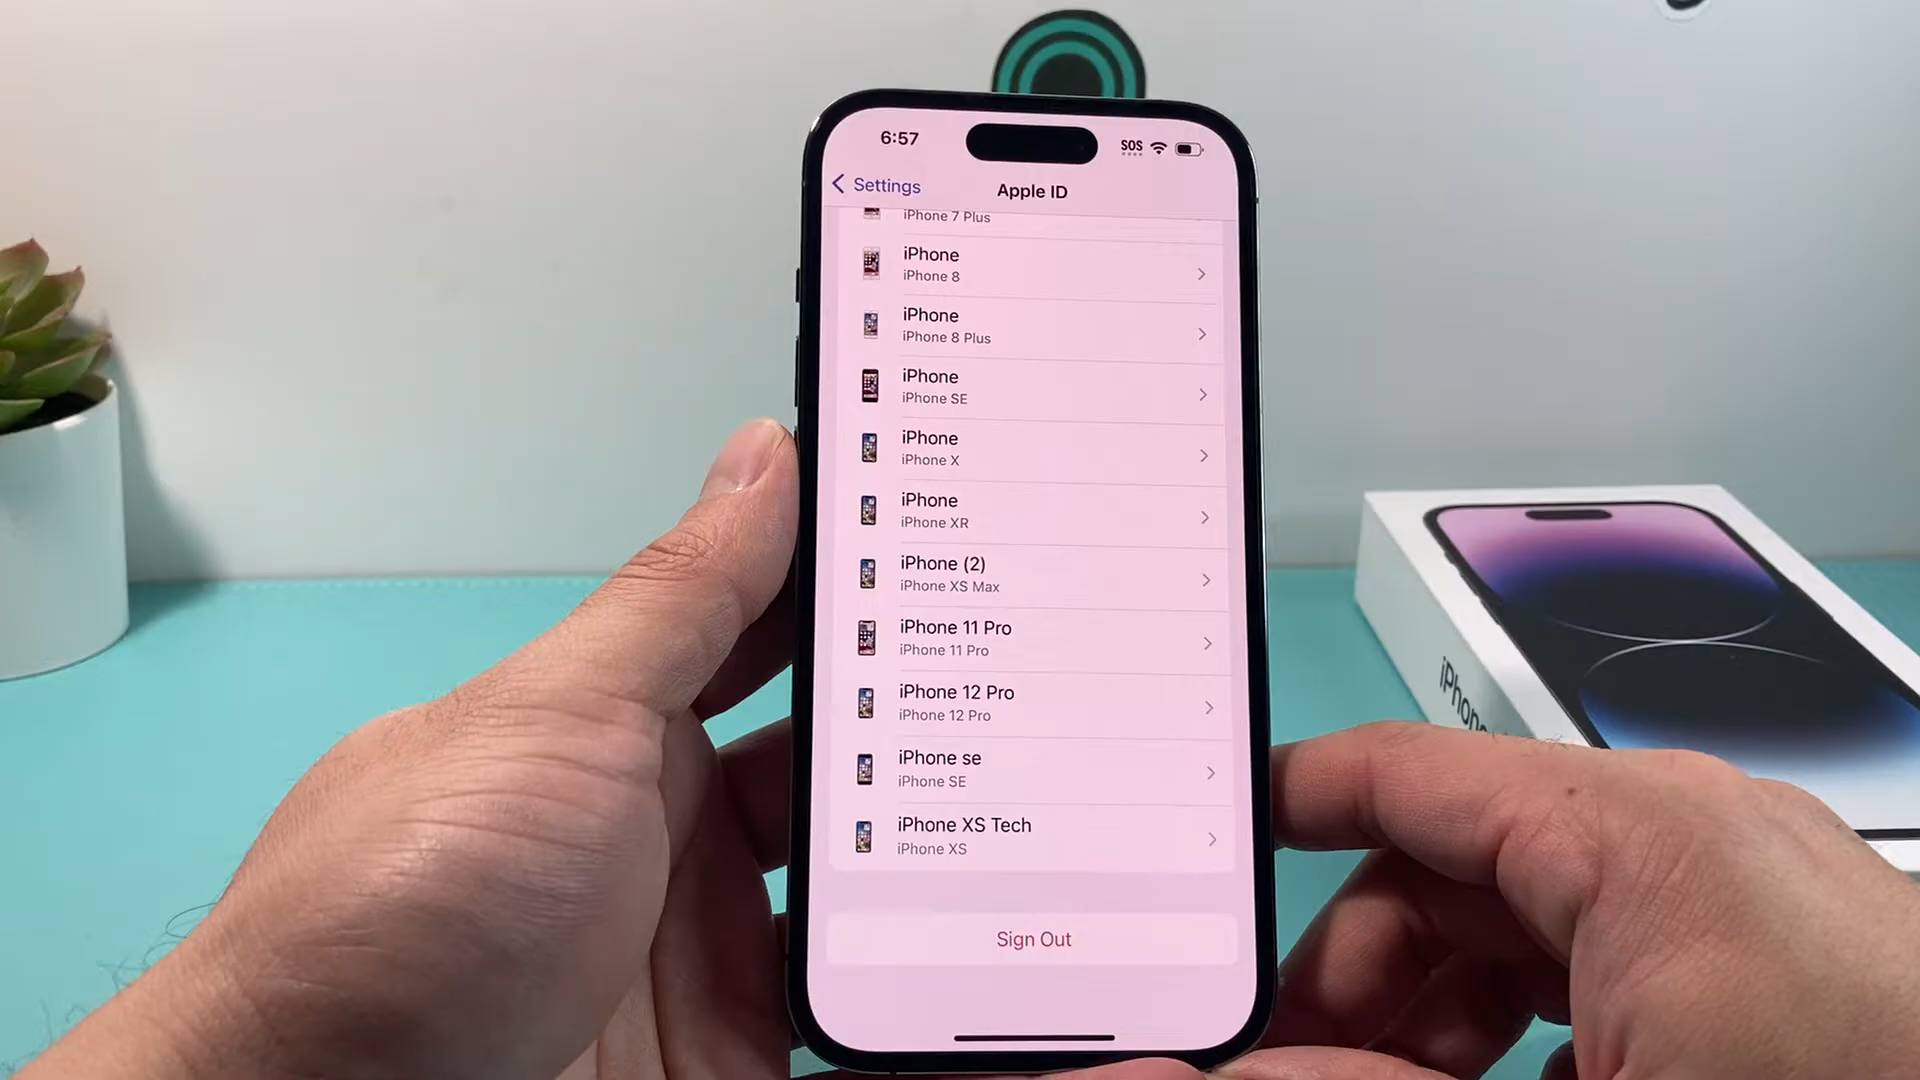 6:57
SOS
Settings
Apple ID
iPhone 7 Plus
iPhone
iPhone 8
iPhone
iPhone 8 Plus
iPhone
iPhone SE
iPhone
iPhone X
iPhone
iPhone XR
iPhone (2)
iPhone XS Max
iPhone 11 Pro
iPhone 11 Pro
iPhone 12 Pro
iPhone 12 Pro
iPhone se
iPhone SE
iPhone XS Tech
iPhone XS
Sign Out
iPhone